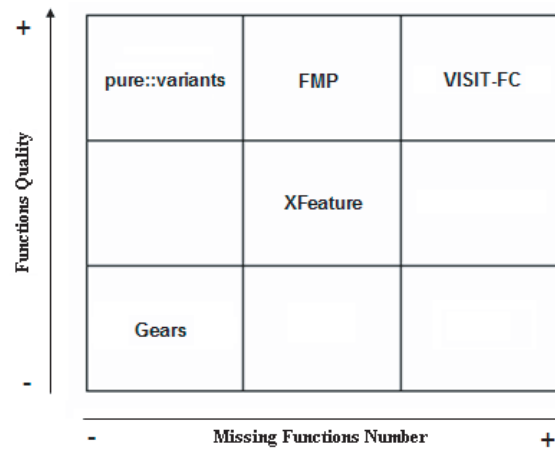 +
pure::variants
FMP
VISIT-FC
Functions Quality
XFeature
Gears
-
- Missing Functions Number +